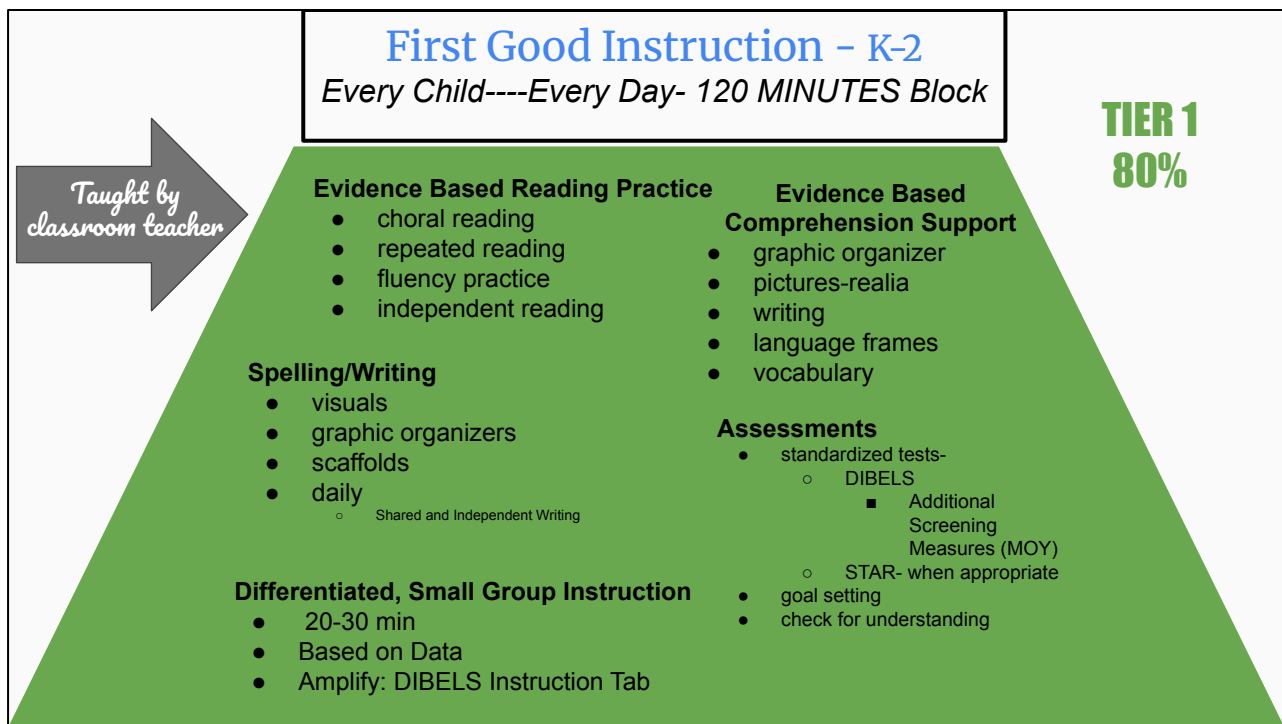 First Good Instruction - K-2
Every Child----Every Day- 120 MINUTES Block
TIER 1
80%
Taught by
classroom teacher
Evidence Based Reading Practice
● choral reading
● repeated reading
● fluency practice
● independent reading
Evidence Based
Comprehension Support
● graphic organizer
● pictures-realia
● writing
● language frames
● vocabulary
Spelling/Writing
● visuals
● graphic organizers
● scaffolds
● daily
○ Shared and Independent Writing
Assessments
● standardized tests-
○ DIBELS
■ Additional
Screening
Measures (MOY)
○ STAR- when appropriate
● goal setting
● check for understanding
Differentiated, Small Group Instruction
● 20-30 min
● Based on Data
● Amplify: DIBELS Instruction Tab